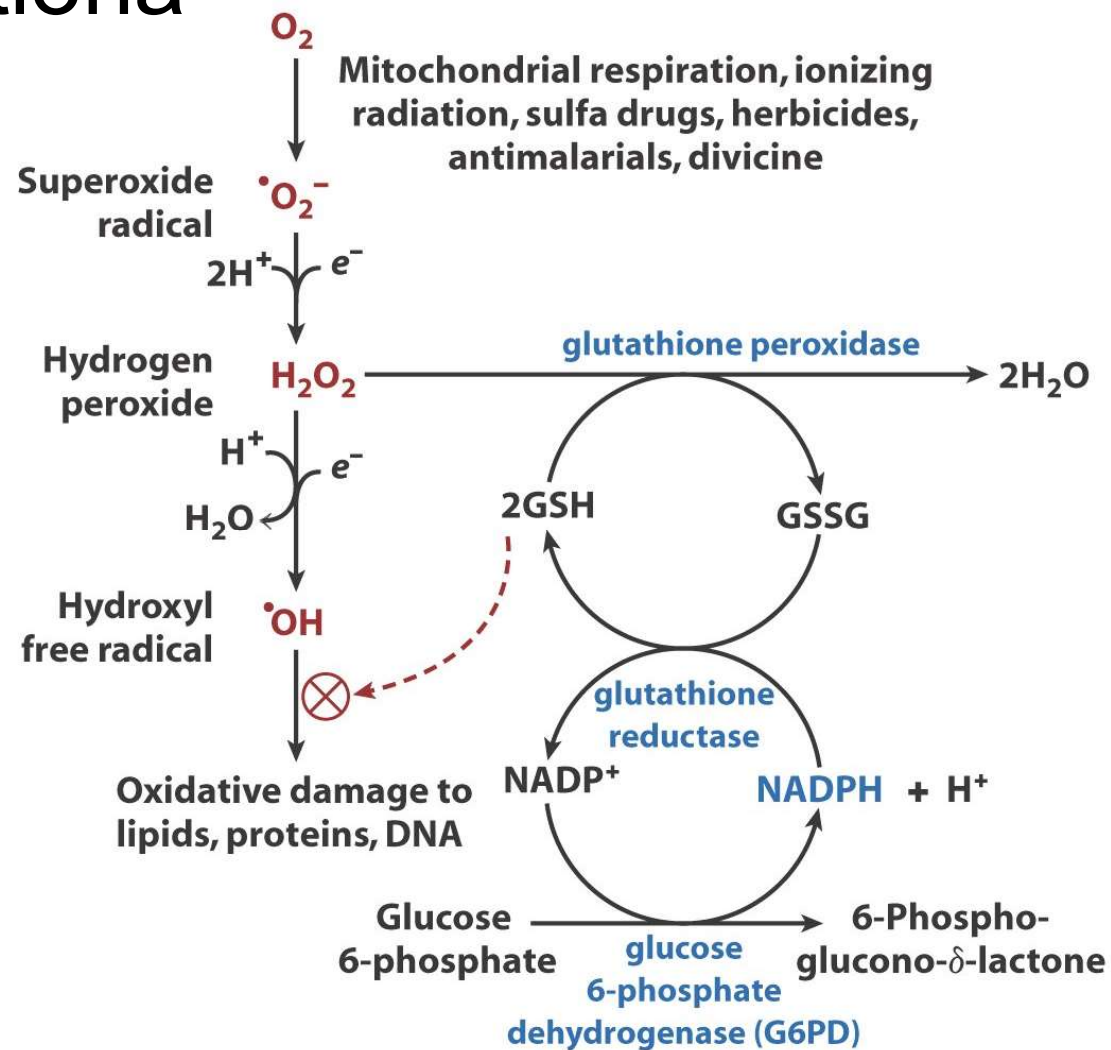 O₂
Mitochondrial respiration, ionizing
radiation, sulfa drugs, herbicides,
antimalarials, divicine
Superoxide
radical
•O₂⁻
2H⁺
e⁻
Hydrogen
peroxide
H₂O₂
glutathione peroxidase
2H₂O
H⁺
e⁻
H₂O
2GSH
GSSG
Hydroxyl
free radical
•OH
glutathione
reductase
Oxidative damage to
lipids, proteins, DNA
NADP⁺
NADPH + H⁺
Glucose
6-phosphate
glucose
6-phosphate
dehydrogenase (G6PD)
6-Phospho-
glucono-δ-lactone